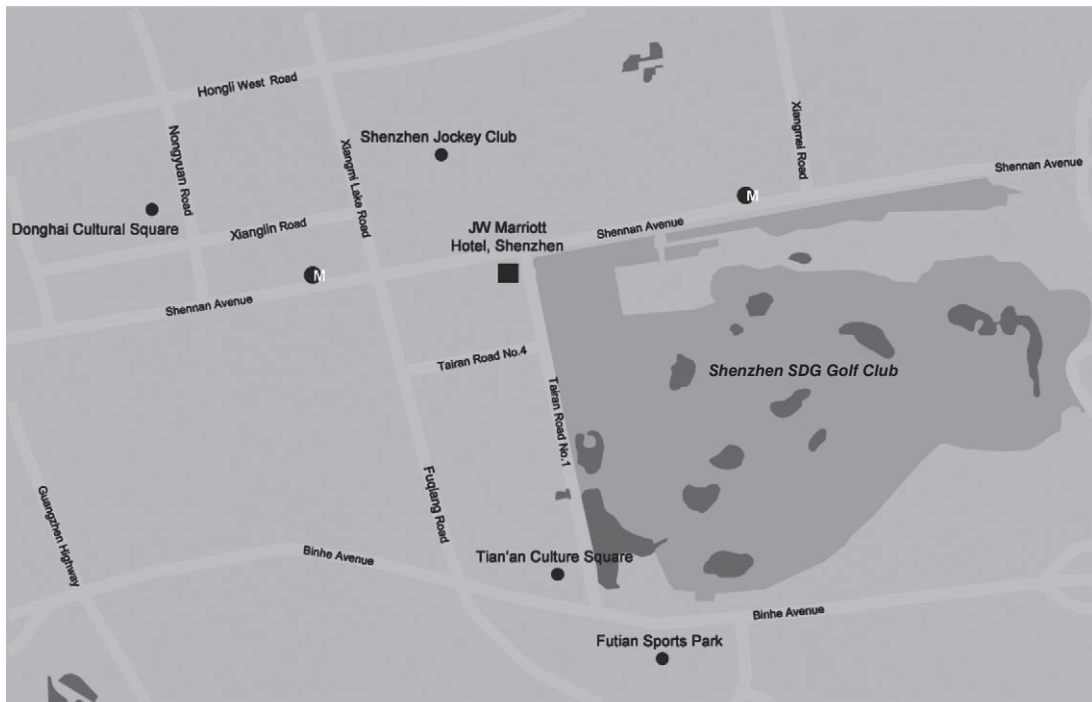 Hongli West Road
Nongyuan Road
Xiangmi Lake Road
Shenzhen Jockey Club
Xiangmei Road
Shennan Avenue
M
Donghai Cultural Square
Xianglin Road
JW Marriott
Hotel, Shenzhen
Shennan Avenue
M
Shennan Avenue
Tairan Road No.4
Shenzhen SDG Golf Club
Tairan Road No.1
Fuqiang Road
Guangzhen Highway
Binhe Avenue
Tian'an Culture Square
Binhe Avenue
Futian Sports Park